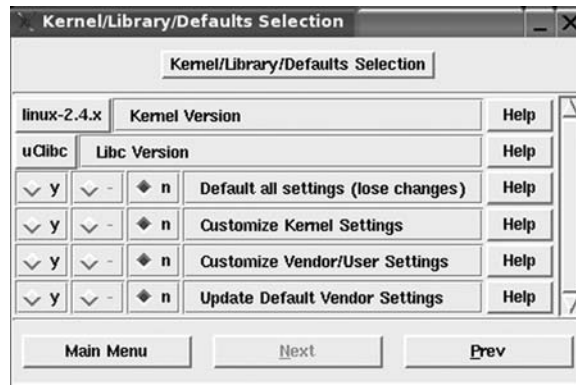 Kernel/Library/Defaults Selection
Kernel/Library/Defaults Selection
linux-2.4.x Kernel Version Help
uClibc Libc Version Help
y - n Default all settings (lose changes) Help
y - n Customize Kernel Settings Help
y - n Customize Vendor/User Settings Help
y - n Update Default Vendor Settings Help
Main Menu Next Prev